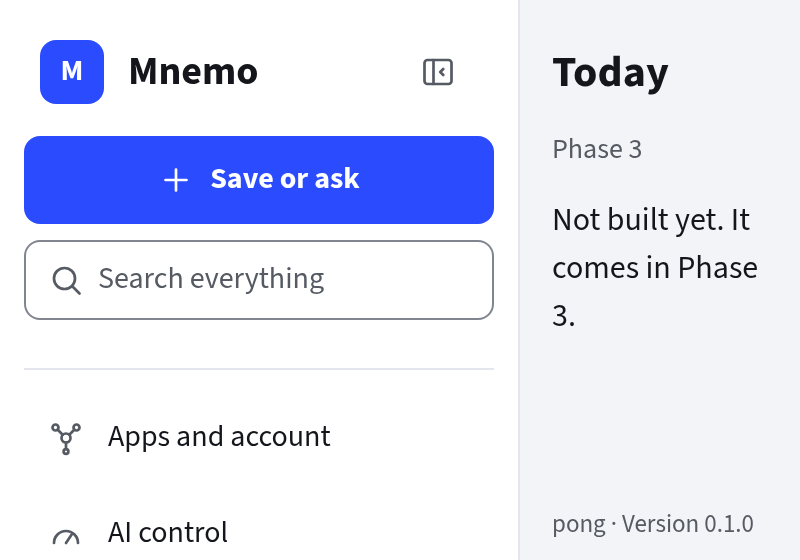 M
Mnemo
Save or ask
Search everything
Apps and account
AI control
Today
Phase 3
Not built yet. It
comes in Phase
3.
pong · Version 0.1.0